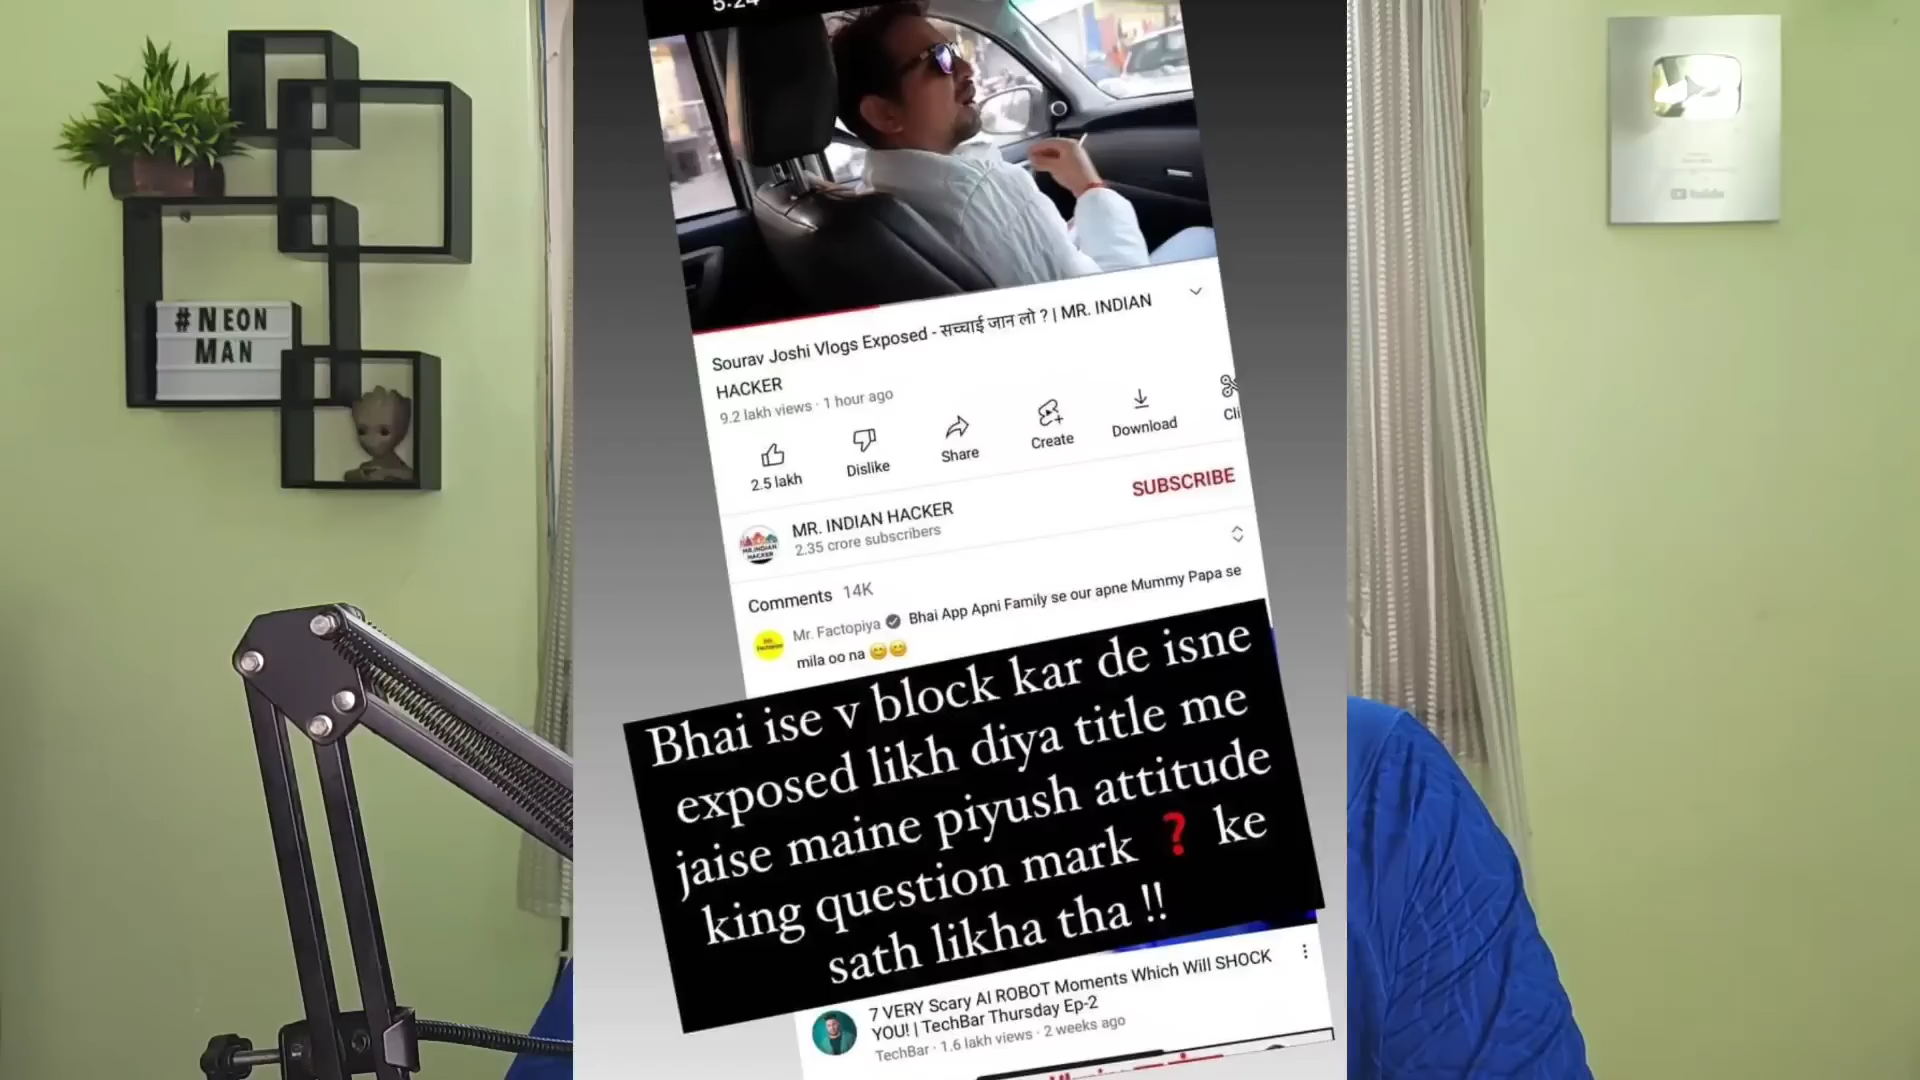 5:24
#NEON
MAN
Sourav Joshi Vlogs Exposed - सच्चाई जान लो ? | MR. INDIAN
HACKER
9.2 lakh views · 1 hour ago
2.5 lakh
Dislike
Share
Create
Download
Cli
MR. INDIAN HACKER
2.35 crore subscribers
SUBSCRIBE
Comments 14K
Mr. Factopiya Bhai App Apni Family se our apne Mummy Papa se
mila oo na 😊😊
Bhai ise v block kar de isne
exposed likh diya title me
jaise maine piyush attitude
king question mark ❓ ke
sath likha tha !!
7 VERY Scary AI ROBOT Moments Which Will SHOCK
YOU! | TechBar Thursday Ep-2
TechBar · 1.6 lakh views · 2 weeks ago
YouTube